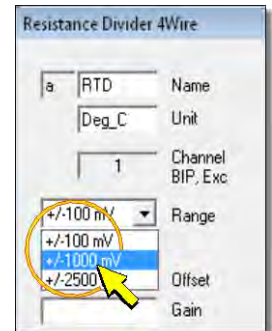 Resistance Divider 4Wire
a RTD Name
Deg_C Unit
1 Channel
BIP, Exc
+/-100 mV Range
+/-100 mV
+/-1000 mV
+/-2500 Offset
Gain